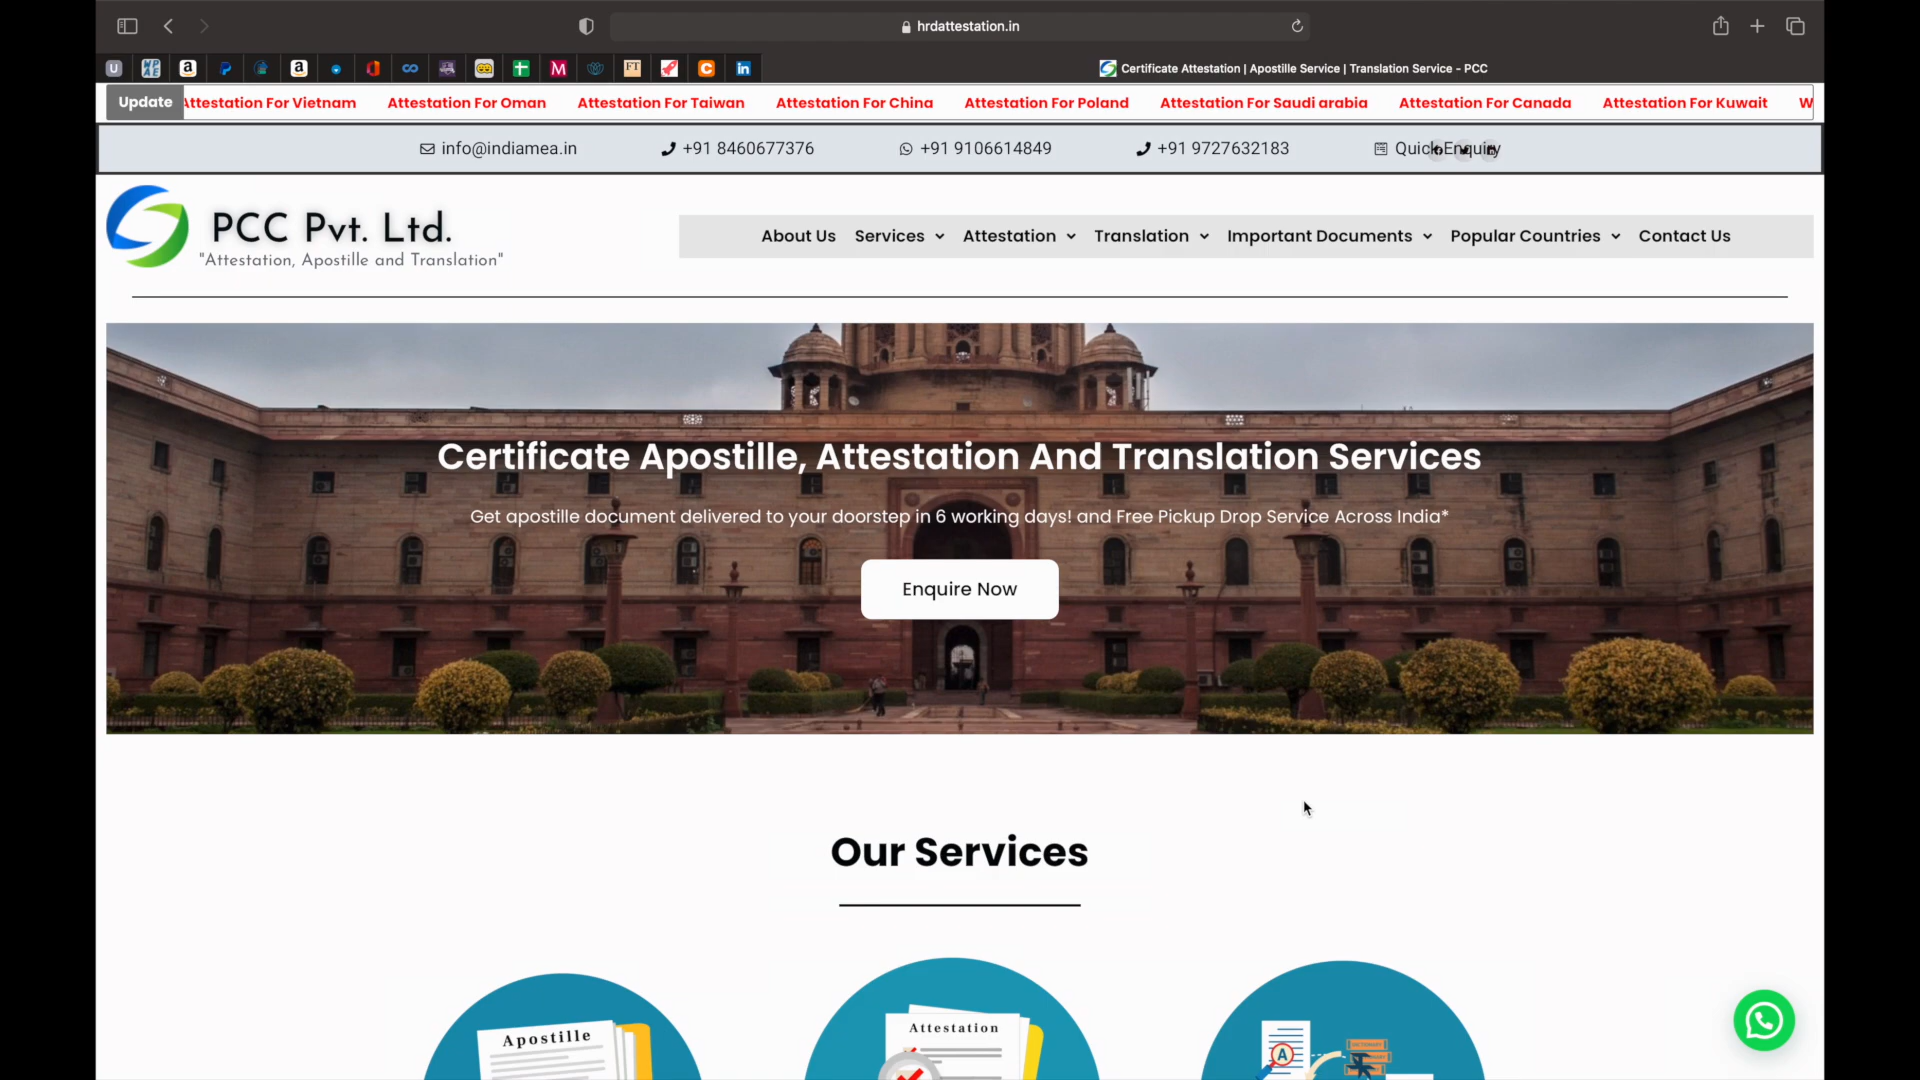 hrdattestation.in
Certificate Attestation | Apostille Service | Translation Service - PCC
Update
Attestation For Vietnam Attestation For Oman Attestation For Taiwan Attestation For China Attestation For Poland Attestation For Saudi arabia Attestation For Canada Attestation For Kuwait W
info@indiamea.in +91 8460677376 +91 9106614849 +91 9727632183 Quick Enquiry
PCC Pvt. Ltd.
"Attestation, Apostille and Translation"
About Us Services Attestation Translation Important Documents Popular Countries Contact Us
Certificate Apostille, Attestation And Translation Services
Get apostille document delivered to your doorstep in 6 working days! and Free Pickup Drop Service Across India*
Enquire Now
Our Services
Apostille
Attestation
A